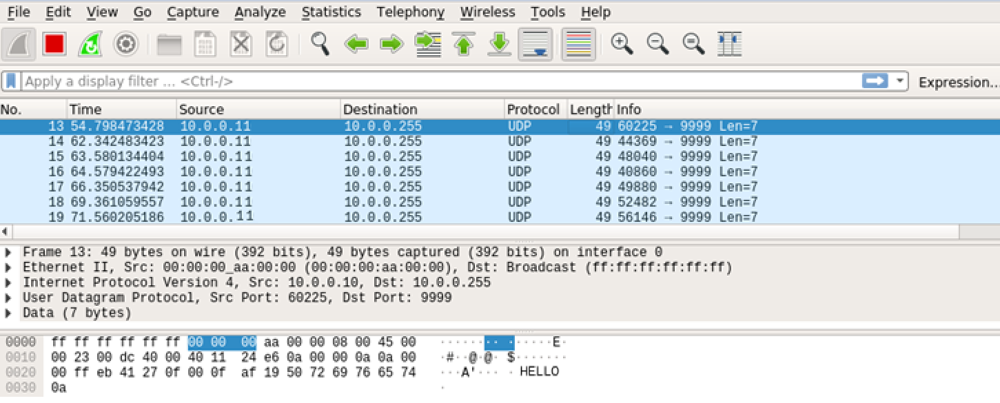 File Edit View Go Capture Analyze Statistics Telephony Wireless Tools Help
Apply a display filter ... <Ctrl-/> Expression...
No. Time Source Destination Protocol Length Info
13 54.798473428 10.0.0.11 10.0.0.255 UDP 49 60225 → 9999 Len=7
14 62.342483423 10.0.0.11 10.0.0.255 UDP 49 44369 → 9999 Len=7
15 63.580134404 10.0.0.11 10.0.0.255 UDP 49 48040 → 9999 Len=7
16 64.579422493 10.0.0.11 10.0.0.255 UDP 49 40860 → 9999 Len=7
17 66.350537942 10.0.0.11 10.0.0.255 UDP 49 49880 → 9999 Len=7
18 69.361059557 10.0.0.11 10.0.0.255 UDP 49 52482 → 9999 Len=7
19 71.560205186 10.0.0.11 10.0.0.255 UDP 49 56146 → 9999 Len=7
Frame 13: 49 bytes on wire (392 bits), 49 bytes captured (392 bits) on interface 0
Ethernet II, Src: 00:00:00_aa:00:00 (00:00:00:aa:00:00), Dst: Broadcast (ff:ff:ff:ff:ff:ff)
Internet Protocol Version 4, Src: 10.0.0.10, Dst: 10.0.0.255
User Datagram Protocol, Src Port: 60225, Dst Port: 9999
Data (7 bytes)
0000 ff ff ff ff ff ff 00 00 00 aa 00 00 08 00 45 00 · · · · · · · · · · · · · · E ·
0010 00 23 00 dc 40 00 40 11 24 e6 0a 00 00 0a 0a 00 · # · · @ · @ · $ · · · · · · ·
0020 00 ff eb 41 27 0f 00 0f af 19 50 72 69 76 65 74 · · · A ' · · · · · HELLO
0030 0a ·